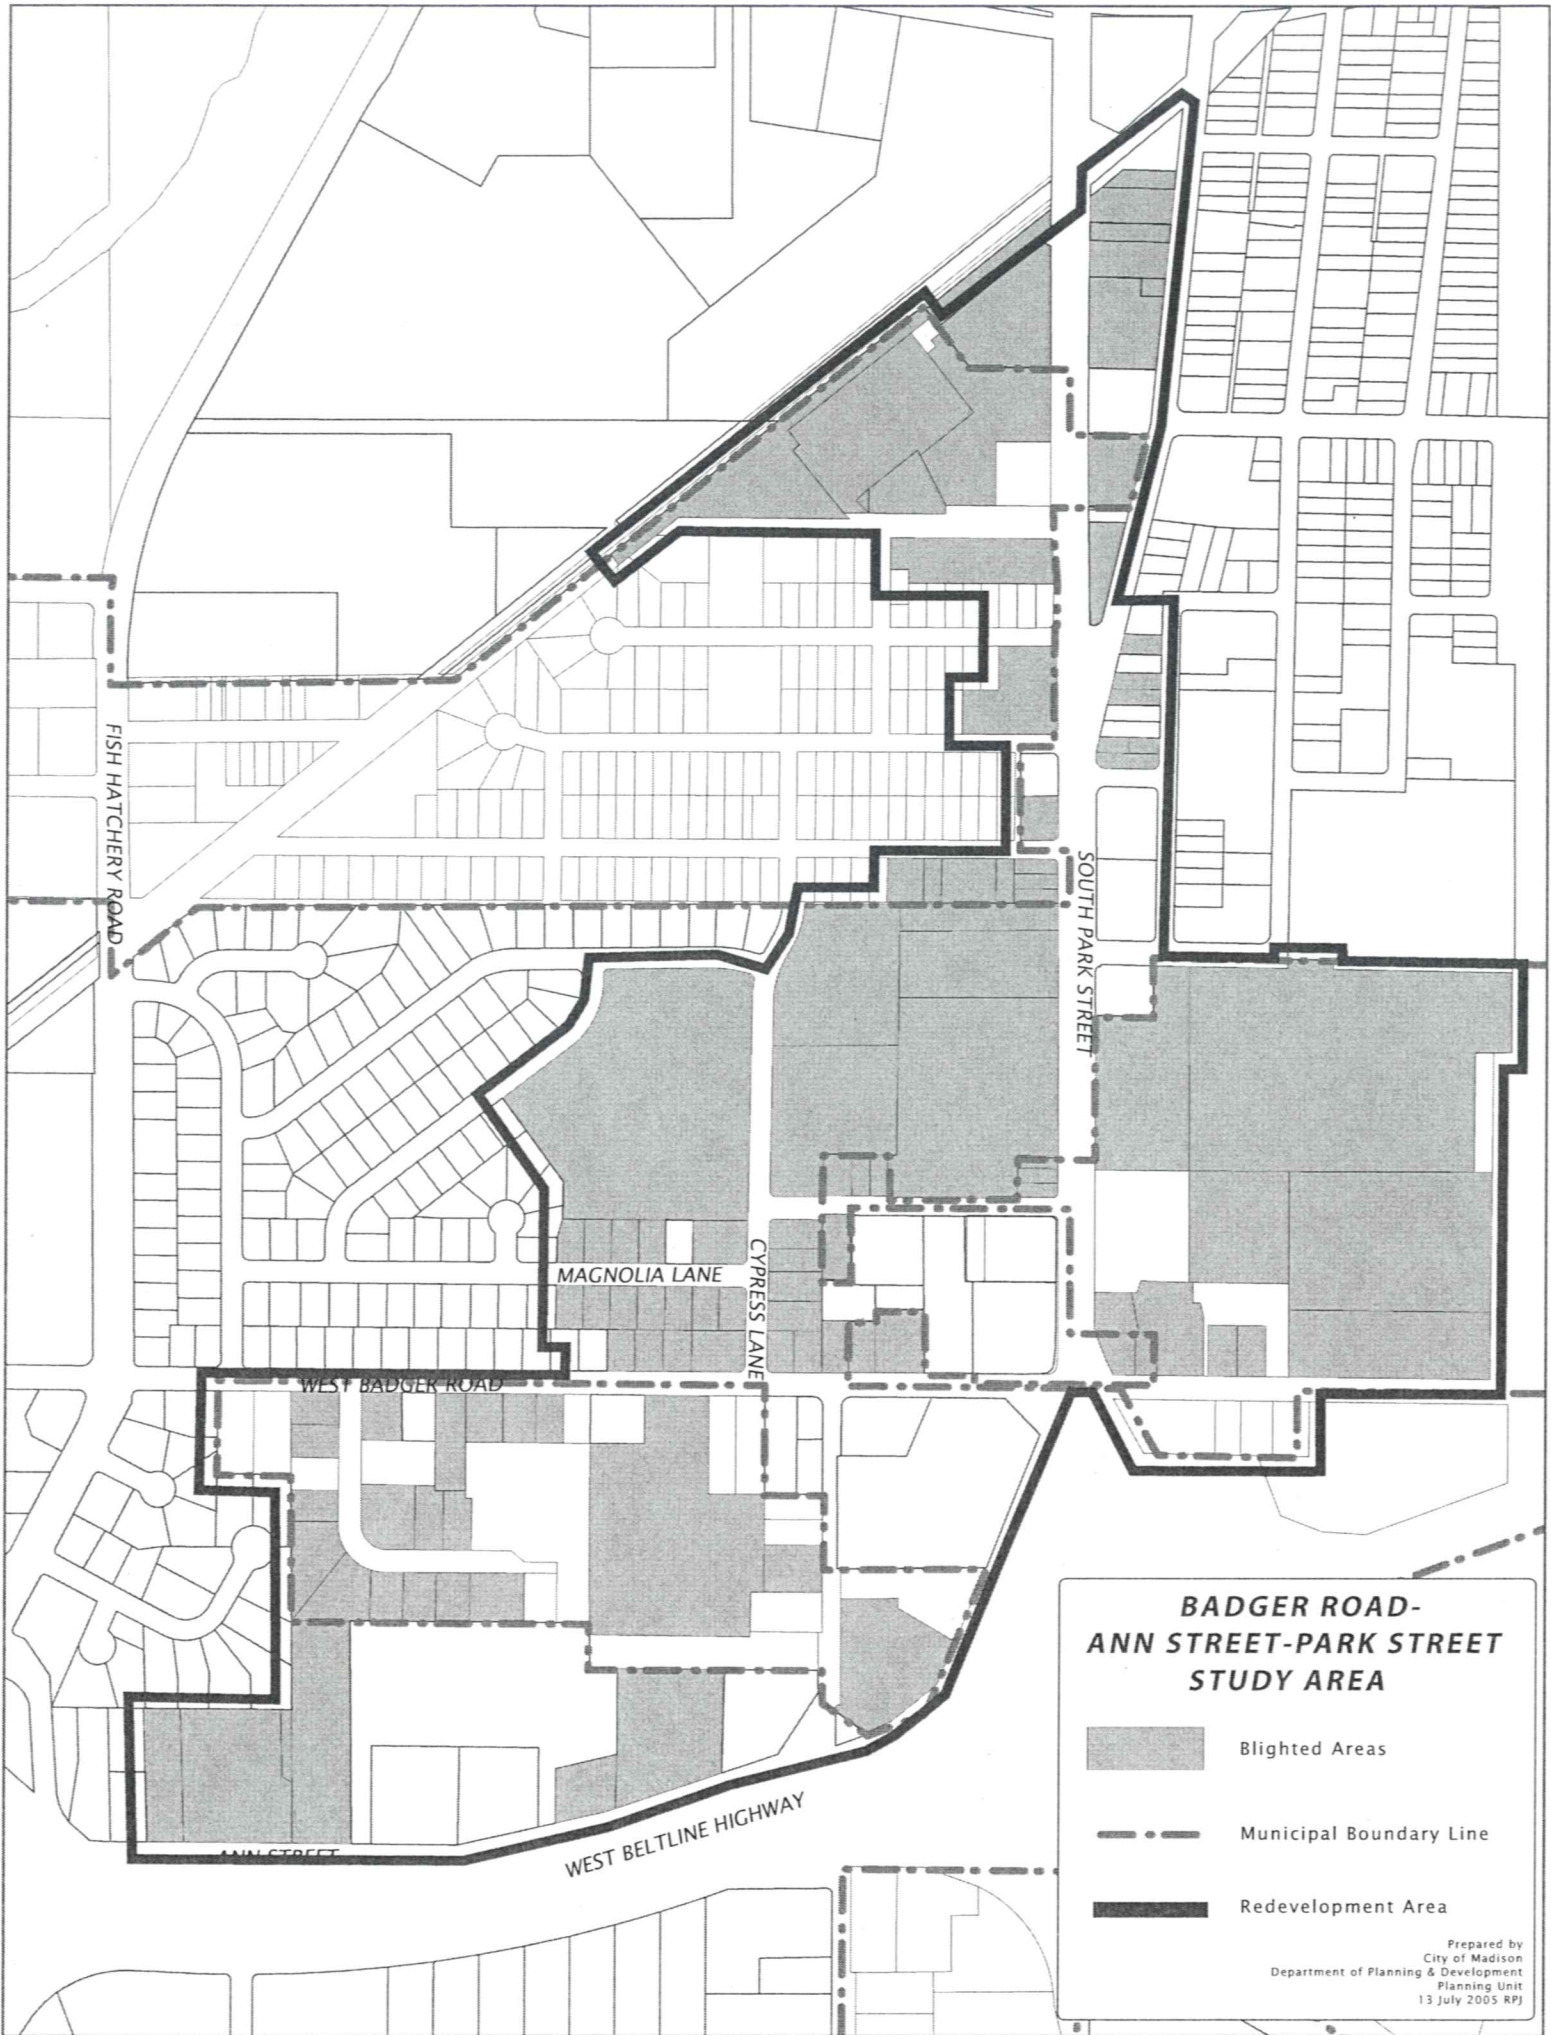 FISH HATCHERY ROAD
SOUTH PARK STREET
MAGNOLIA LANE
CYPRESS LANE
WEST BADGER ROAD
ANN STREET
WEST BELTLINE HIGHWAY
BADGER ROAD-
ANN STREET-PARK STREET
STUDY AREA
Blighted Areas
Municipal Boundary Line
Redevelopment Area
Prepared by
City of Madison
Department of Planning & Development
Planning Unit
13 July 2005 RPJ